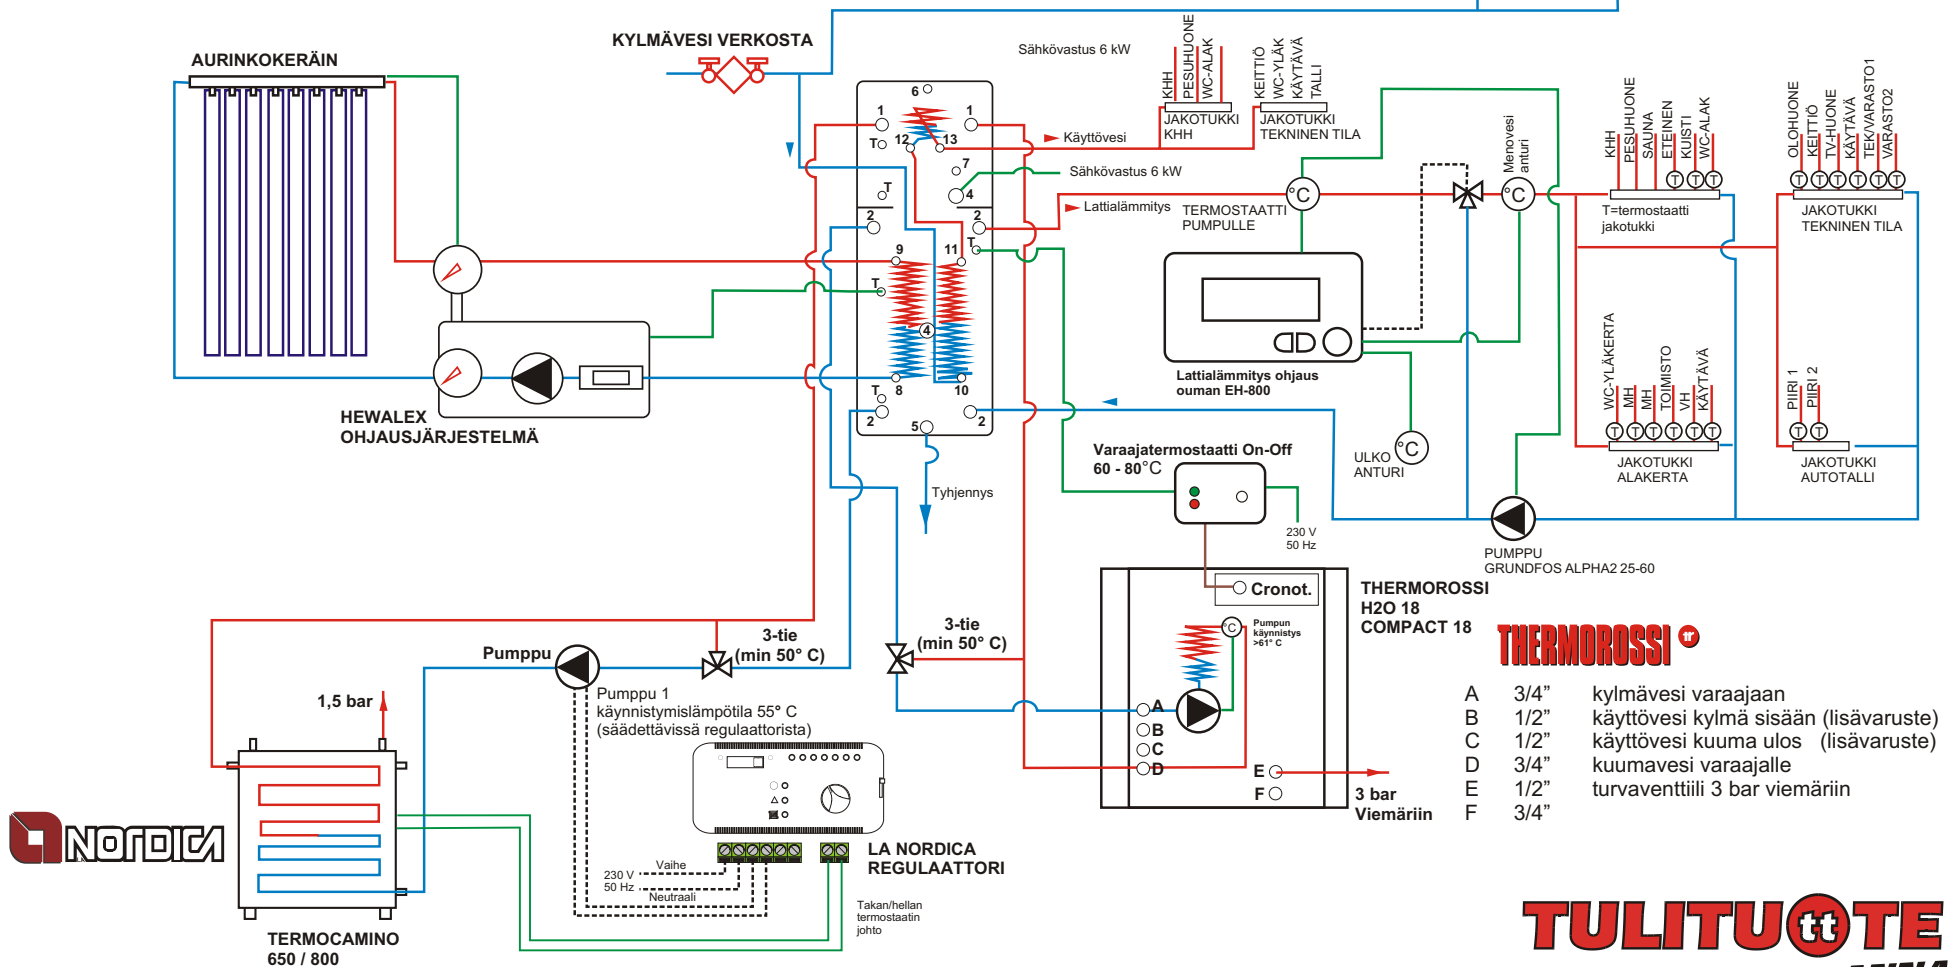 AURINKOKERÄIN
KYLMÄVESI VERKOSTA
Sähkövastus 6 kW
KHH
PESUHUONE
WC-ALAK
JAKOTUKKI
KHH
KEITTIÖ
WC-YLÄK
KÄYTÄVÄ
TALLI
JAKOTUKKI
TEKNINEN TILA
Käyttövesi
Sähkövastus 6 kW
Lattialämmitys
TERMOSTAATTI
PUMPULLE
°C
Menovesi
anturi
°C
KHH
PESUHUONE
SAUNA
ETEINEN
KUISTI
WC-ALAK
T T T
T=termostaatti
jakotukki
OLOHUONE
KEITTIÖ
TV-HUONE
KÄYTÄVÄ
TEK/VARASTO1
VARASTO2
T T T T T T
JAKOTUKKI
TEKNINEN TILA
6
1 1
T 12 13
7
T 4
2 2
T
9 11
T
4
8 10
T
2 2
5
Tyhjennys
HEWALEX
OHJAUSJÄRJESTELMÄ
Lattialämmitys ohjaus
ouman EH-800
ULKO
ANTURI
°C
WC-YLÄKERTA
MH
MH
TOIMISTO
VH
KÄYTÄVÄ
T T T T T T
JAKOTUKKI
ALAKERTA
PIIRI 1
PIIRI 2
T T
JAKOTUKKI
AUTOTALLI
Varaajatermostaatti On-Off
60 - 80°C
230 V
50 Hz
PUMPPU
GRUNDFOS ALPHA2 25-60
Cronot.
THERMOROSSI
H2O 18
COMPACT 18
°C
Pumpun
käynnistys
>61° C
A
B
C
D
E
F
3 bar
Viemäriin
THERMOROSSI tr
A 3/4” kylmävesi varaajaan
B 1/2” käyttövesi kylmä sisään (lisävaruste)
C 1/2” käyttövesi kuuma ulos (lisävaruste)
D 3/4” kuumavesi varaajalle
E 1/2” turvaventtiili 3 bar viemäriin
F 3/4”
3-tie
(min 50° C)
3-tie
(min 50° C)
Pumppu
Pumppu 1
käynnistymislämpötila 55° C
(säädettävissä regulaattorista)
1,5 bar
NORDICA
TERMOCAMINO
650 / 800
LA NORDICA
REGULAATTORI
Vaihe
230 V
50 Hz
Neutraali
Takan/hellan
termostaatin
johto
TULITUOTE